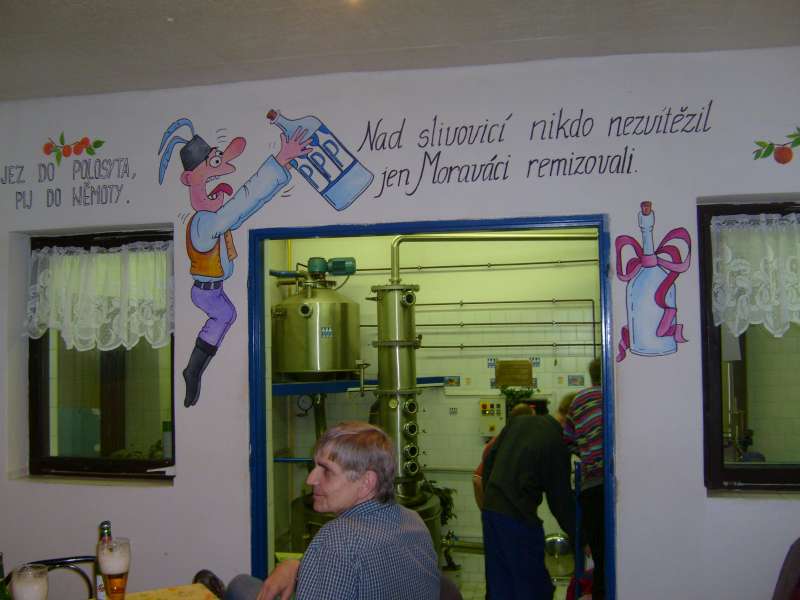 JEZ DO POLOSYTA,
PIJ DO NĚMOTY.
PPP
Nad slivovicí nikdo nezvítězil
jen Moraváci remizovali.